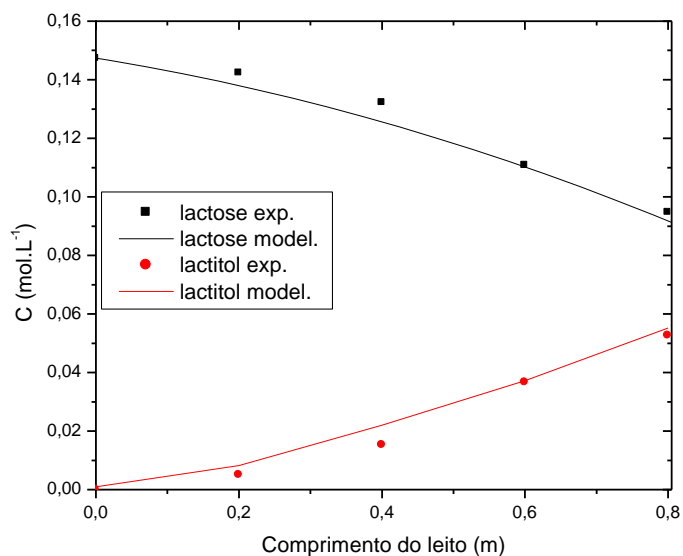 0,16
0,14
0,12
0,10
0,08
0,06
0,04
0,02
0,00
C (mol.L⁻¹)
lactose exp.
lactose model.
lactitol exp.
lactitol model.
0,0 0,2 0,4 0,6 0,8
Comprimento do leito (m)